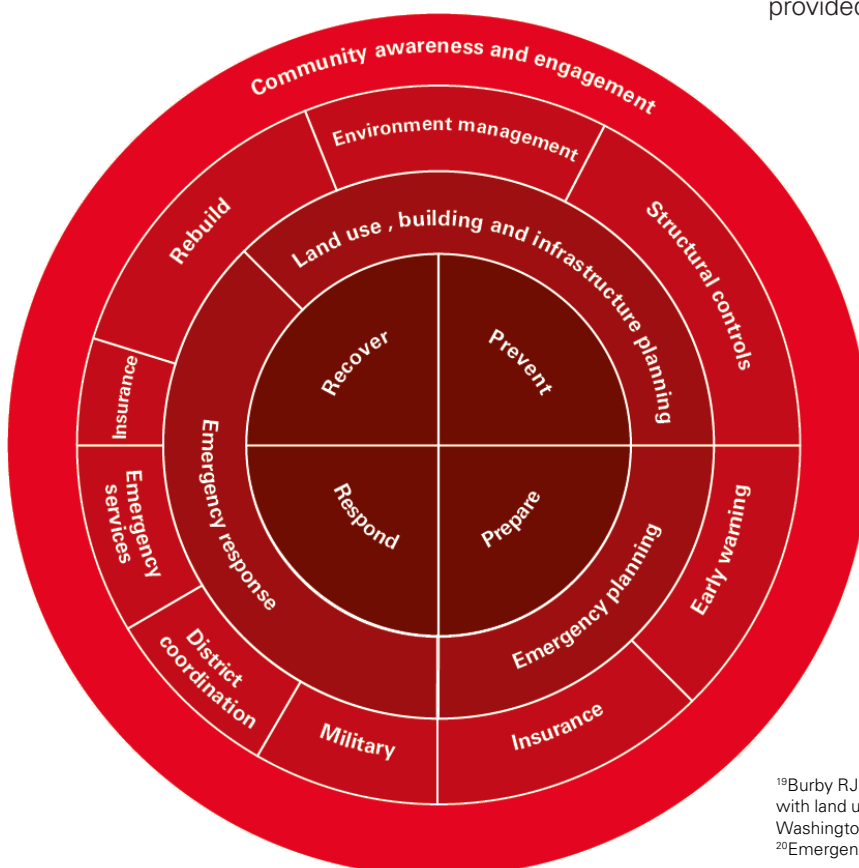 provided
Community awareness and engagement
Environment management
Structural controls
Rebuild
Land use , building and infrastructure planning
Recover
Prevent
Insurance
Emergency response
Emergency
services
Respond
Prepare
Emergency planning
Early warning
District
coordination
Military
Insurance
19Burby RJ
with land u
Washingto
20Emergen